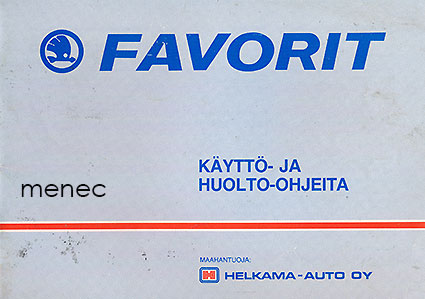 FAVORIT
KÄYTTÖ- JA
HUOLTO-OHJEITA
menec
MAAHANTUOJA:
H HELKAMA-AUTO OY